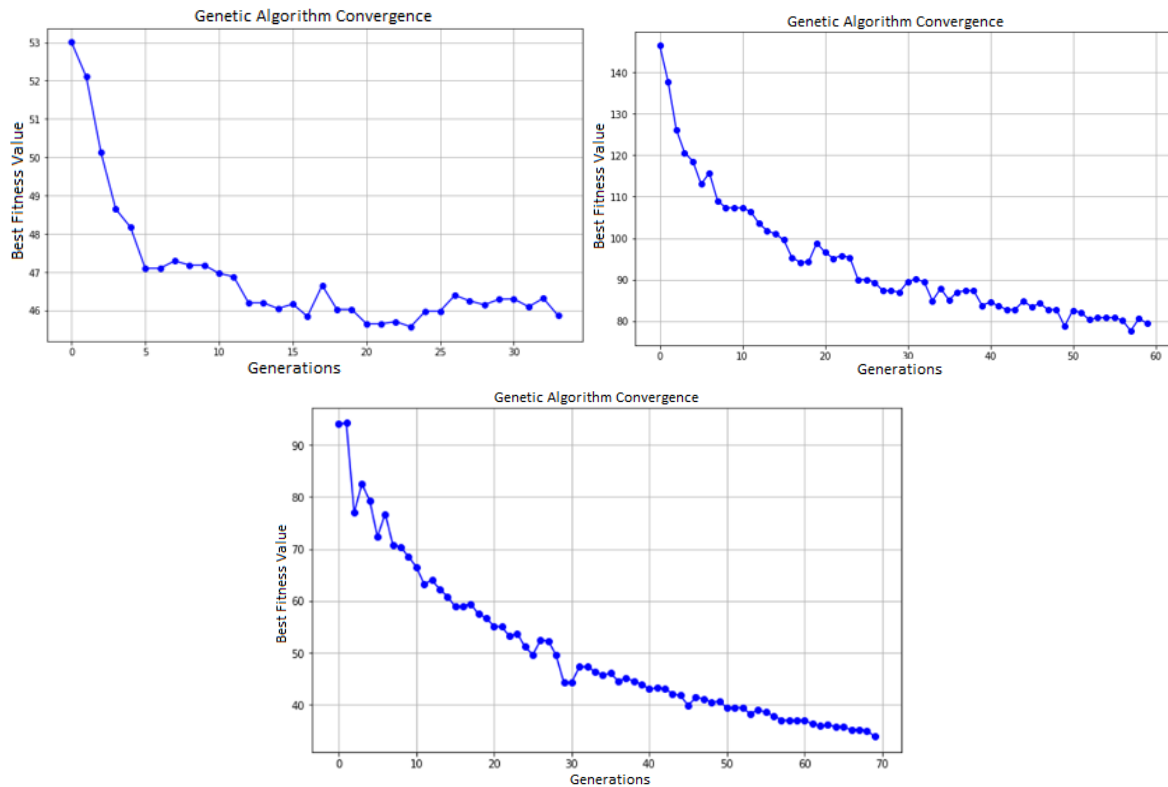 Genetic Algorithm Convergence
53
52
51
50
49
48
47
46
Best Fitness Value
0 5 10 15 20 25 30
Generations
Genetic Algorithm Convergence
140
120
110
100
90
80
Best Fitness Value
0 10 20 30 40 50 60
Generations
Genetic Algorithm Convergence
90
80
70
60
50
40
Best Fitness Value
0 10 20 30 40 50 60 70
Generations